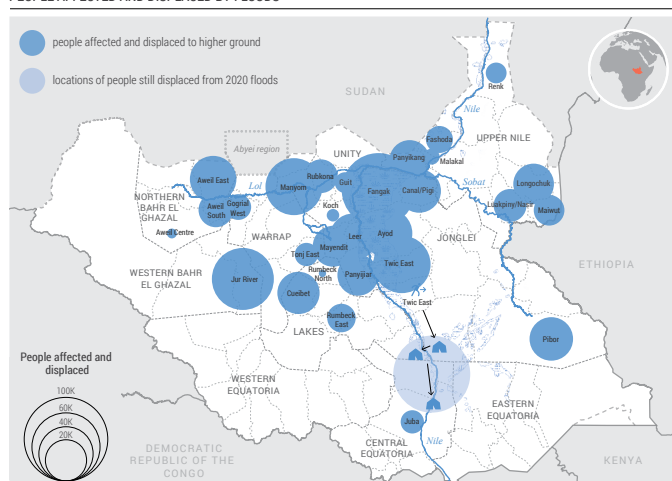 people affected and displaced to higher ground
locations of people still displaced from 2020 floods
SUDAN
Renk
Nile
UPPER NILE
Abyei region
UNITY
Fashoda
Panyikang
Malakal
Aweil East
Lol
Manyom
Rubkona
Guit
Fangak
Canal/Pigi
Sobat
Longochuk
NORTHERN
BAHR EL
GHAZAL
Aweil
South
Gogrial
West
Koch
Luakpiny/Nasir
Maiwut
Aweil Centre
WARRAP
Leer
Ayod
JONGLEI
Mayendit
Tonj East
WESTERN BAHR
EL GHAZAL
Jur River
Rumbeck
North
Panyijiar
Twic East
ETHIOPIA
Cueibet
Twic East
Rumbeck
East
LAKES
Pibor
People affected and
displaced
100K
60K
40K
20K
WESTERN
EQUATORIA
EASTERN
EQUATORIA
Juba
CENTRAL
EQUATORIA
Nile
DEMOCRATIC
REPUBLIC OF THE
CONGO
KENYA